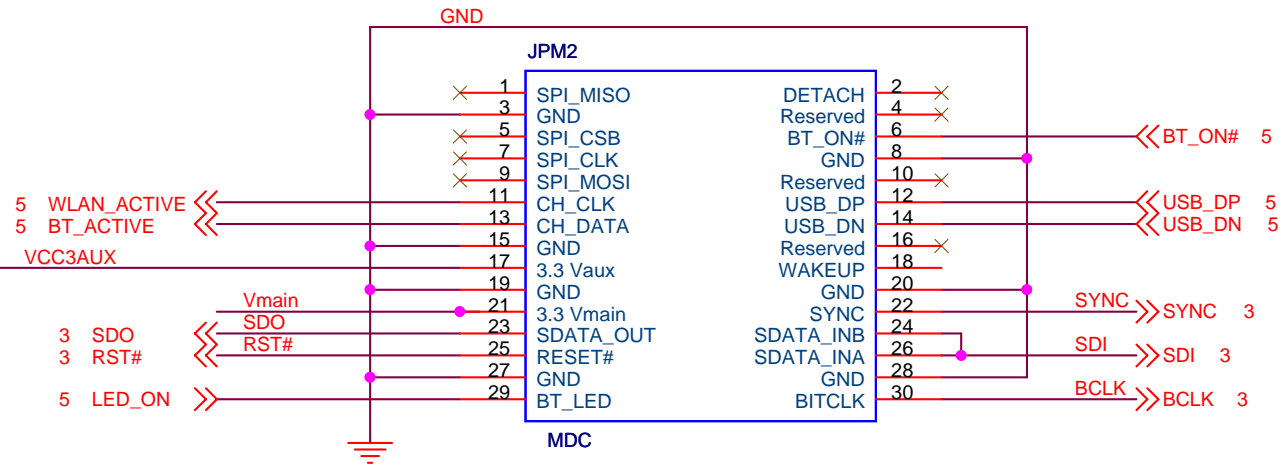 GND
JPM2
1 SPI_MISO DETACH 2
3 GND Reserved 4
5 SPI_CSB BT_ON# 6 BT_ON# 5
7 SPI_CLK GND 8
9 SPI_MOSI Reserved 10
5 WLAN_ACTIVE 11 CH_CLK USB_DP 12 USB_DP 5
5 BT_ACTIVE 13 CH_DATA USB_DN 14 USB_DN 5
15 GND Reserved 16
VCC3AUX 17 3.3 Vaux WAKEUP 18
19 GND GND 20
Vmain 21 3.3 Vmain SYNC 22 SYNC SYNC 3
3 SDO SDO 23 SDATA_OUT SDATA_INB 24
3 RST# RST# 25 RESET# SDATA_INA 26 SDI SDI 3
27 GND GND 28
5 LED_ON 29 BT_LED BITCLK 30 BCLK BCLK 3
MDC